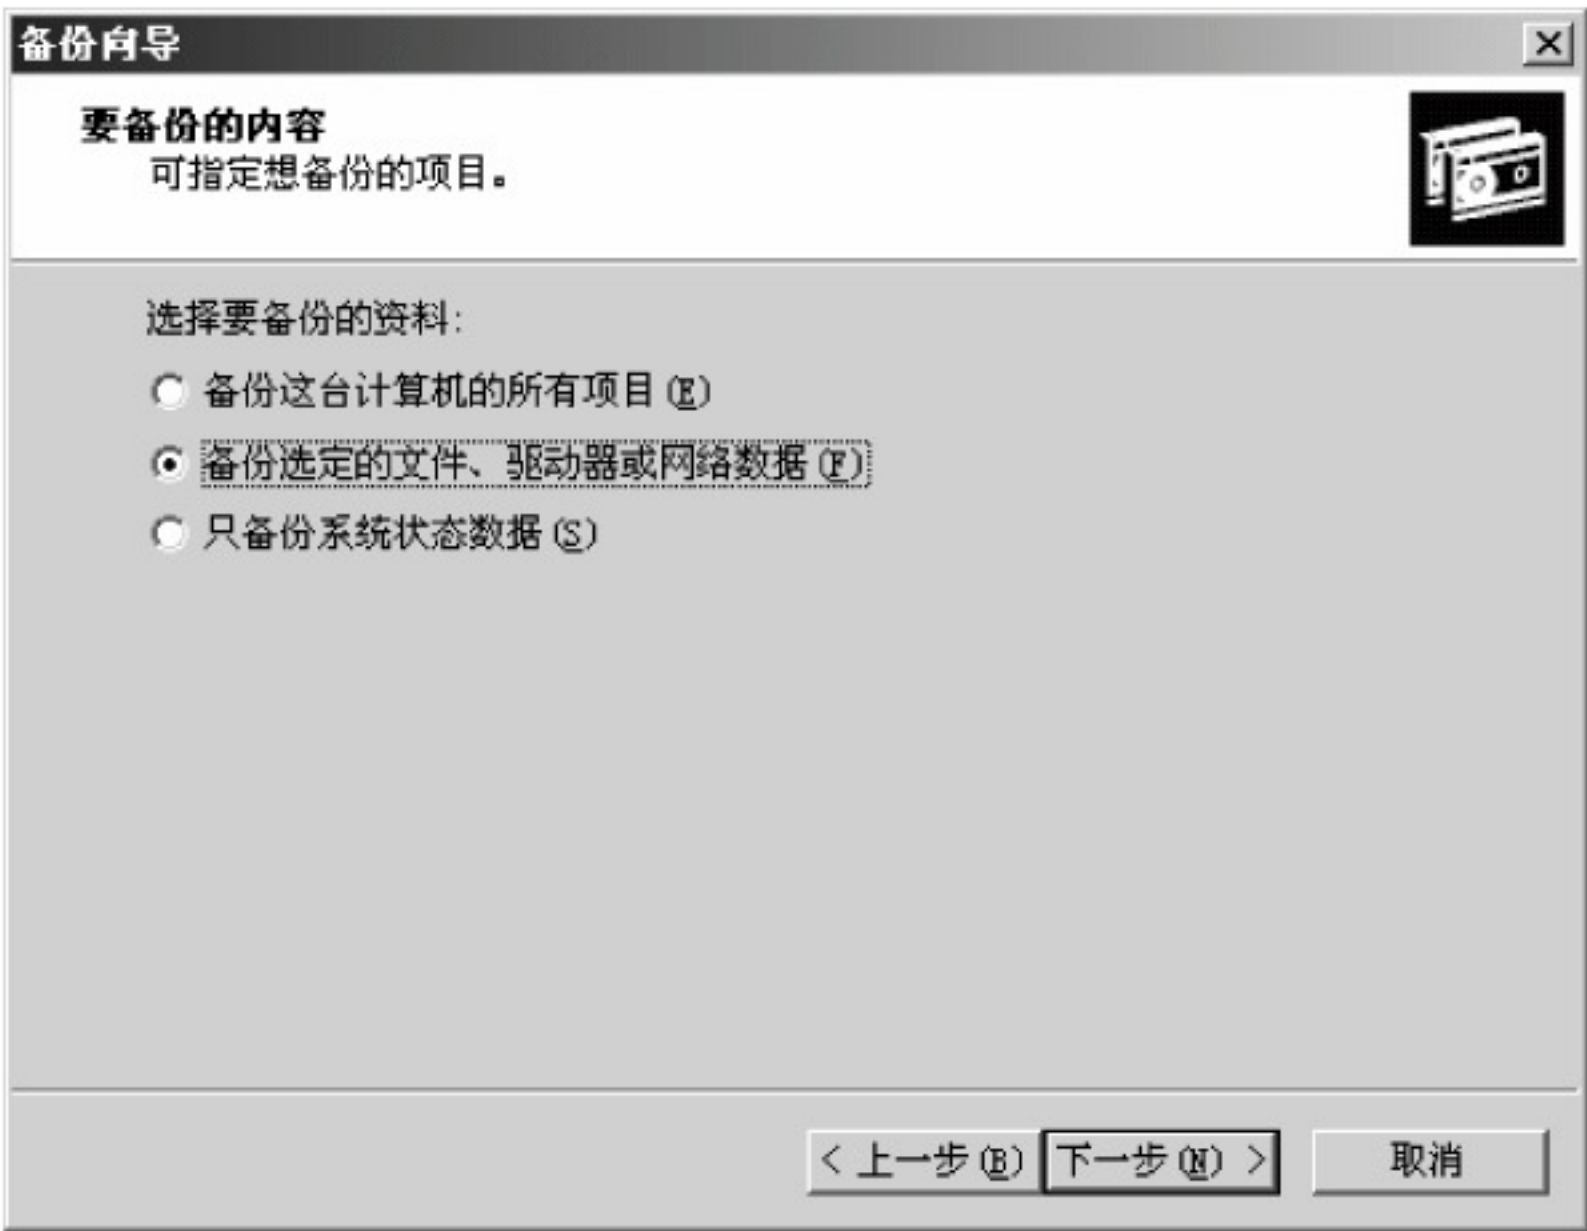 备份向导
要备份的内容
可指定想备份的项目。
选择要备份的资料:
备份这台计算机的所有项目(E)
备份选定的文件、驱动器或网络数据(F)
只备份系统状态数据(S)
< 上一步(B) 下一步(N) > 取消